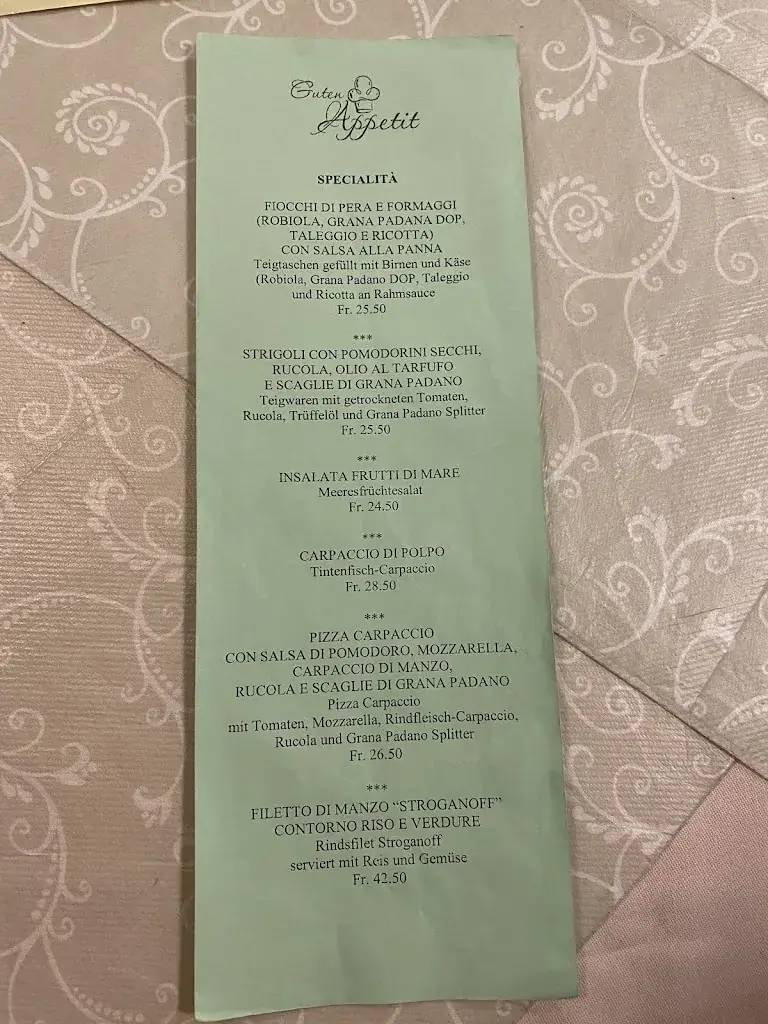 Guten
Appetit
SPECIALITÀ
FIOCCHI DI PERA E FORMAGGI
(ROBIOLA, GRANA PADANA DOP,
TALEGGIO E RICOTTA)
CON SALSA ALLA PANNA
Teigtaschen gefüllt mit Birnen und Käse
(Robiola, Grana Padano DOP, Taleggio
und Ricotta an Rahmsauce
Fr. 25.50
***
STRIGOLI CON POMODORINI SECCHI,
RUCOLA, OLIO AL TARFUFO
E SCAGLIE DI GRANA PADANO
Teigwaren mit getrockneten Tomaten,
Rucola, Trüffelöl und Grana Padano Splitter
Fr. 25.50
***
INSALATA FRUTTI DI MARE
Meeresfrüchtesalat
Fr. 24.50
***
CARPACCIO DI POLPO
Tintenfisch-Carpaccio
Fr. 28.50
***
PIZZA CARPACCIO
CON SALSA DI POMODORO, MOZZARELLA,
CARPACCIO DI MANZO,
RUCOLA E SCAGLIE DI GRANA PADANO
Pizza Carpaccio
mit Tomaten, Mozzarella, Rindfleisch-Carpaccio,
Rucola und Grana Padano Splitter
Fr. 26.50
***
FILETTO DI MANZO “STROGANOFF”
CONTORNO RISO E VERDURE
Rindsfilet Stroganoff
serviert mit Reis und Gemüse
Fr. 42.50